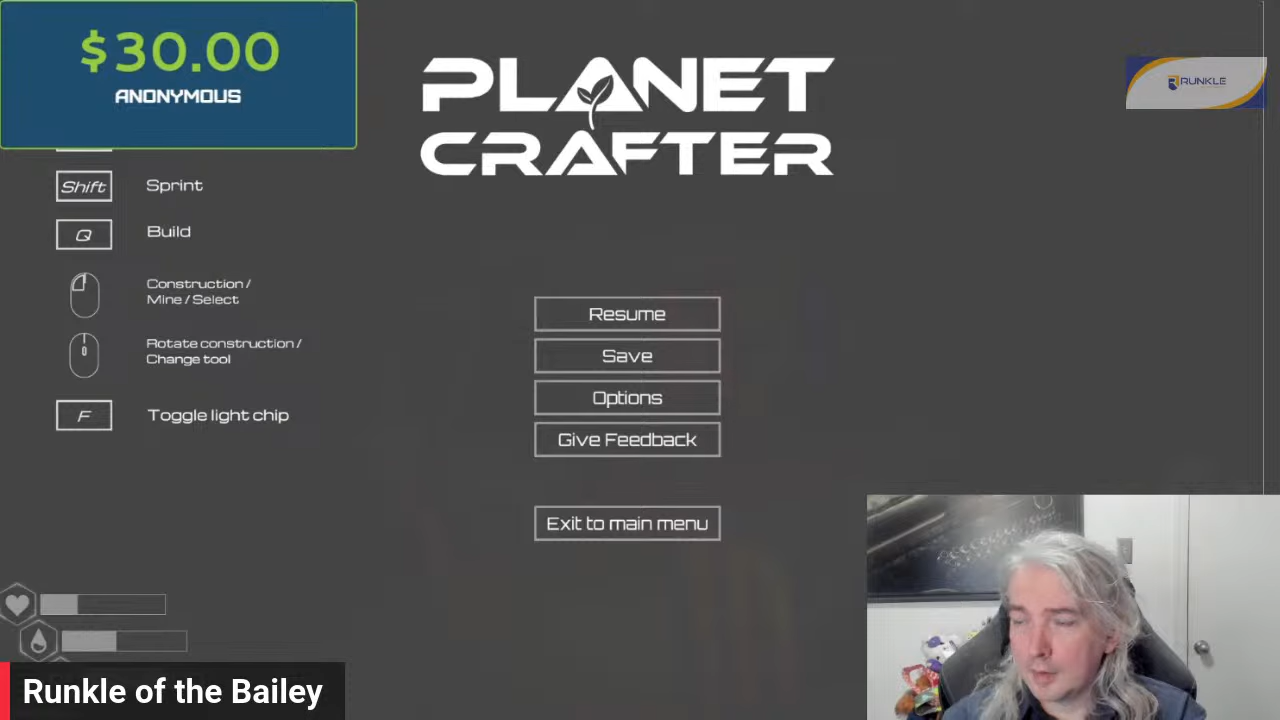 $30.00
ANONYMOUS
PLANET
CRAFTER
RUNKLE
Shift Sprint
Q Build
Construction /
Mine / Select
Rotate construction /
Change tool
F Toggle light chip
Resume
Save
Options
Give Feedback
Exit to main menu
Runkle of the Bailey